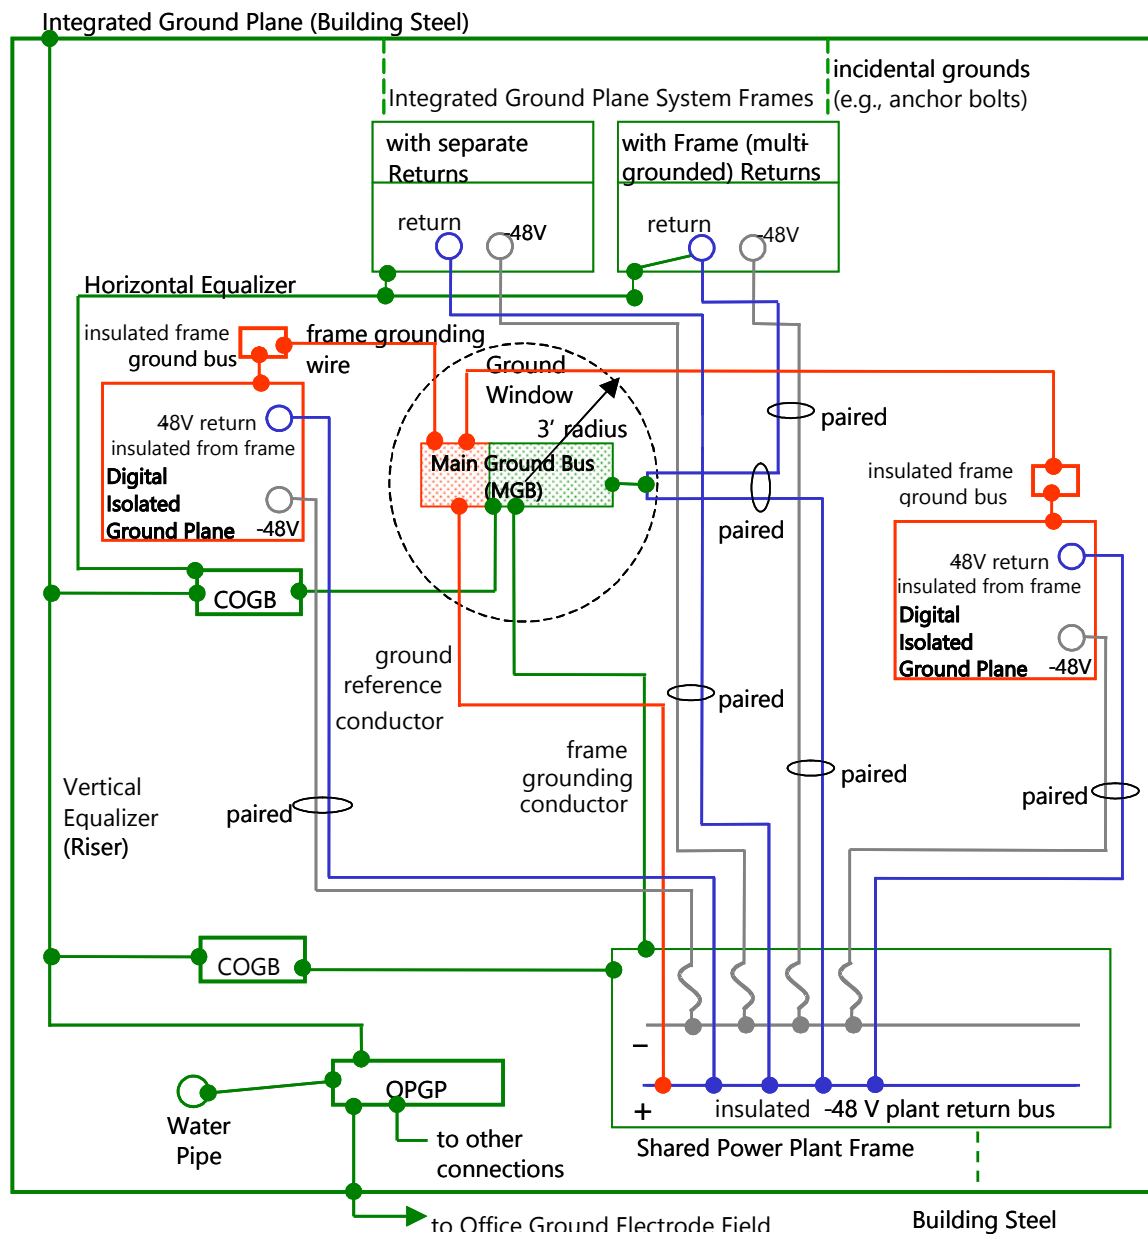 Integrated Ground Plane (Building Steel)
incidental grounds
(e.g., anchor bolts)
Integrated Ground Plane System Frames
with separate
Returns
with Frame (multi-
grounded) Returns
return
-48V
return
-48V
Horizontal Equalizer
insulated frame
ground bus
frame grounding
wire
Ground
Window
3’ radius
paired
48V return
insulated from frame
Digital
Isolated
Ground Plane
-48V
Main Ground Bus
(MGB)
paired
insulated frame
ground bus
48V return
insulated from frame
Digital
Isolated
Ground Plane
-48V
COGB
ground
reference
conductor
paired
frame
grounding
conductor
paired
paired
Vertical
Equalizer
(Riser)
paired
COGB
–
OPGP
+
insulated -48 V plant return bus
Water
Pipe
to other
connections
Shared Power Plant Frame
to Office Ground Electrode Field
Building Steel